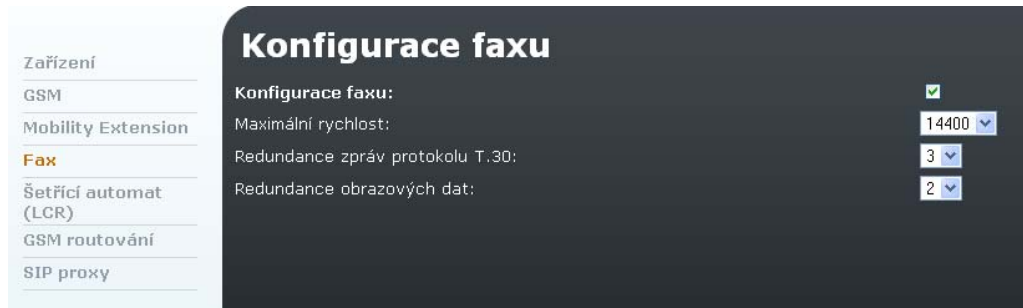 Zařízení
GSM
Mobility Extension
Fax
Šetřící automat
(LCR)
GSM routování
SIP proxy
Konfigurace faxu
Konfigurace faxu:
Maximální rychlost: 14400
Redundance zpráv protokolu T.30: 3
Redundance obrazových dat: 2